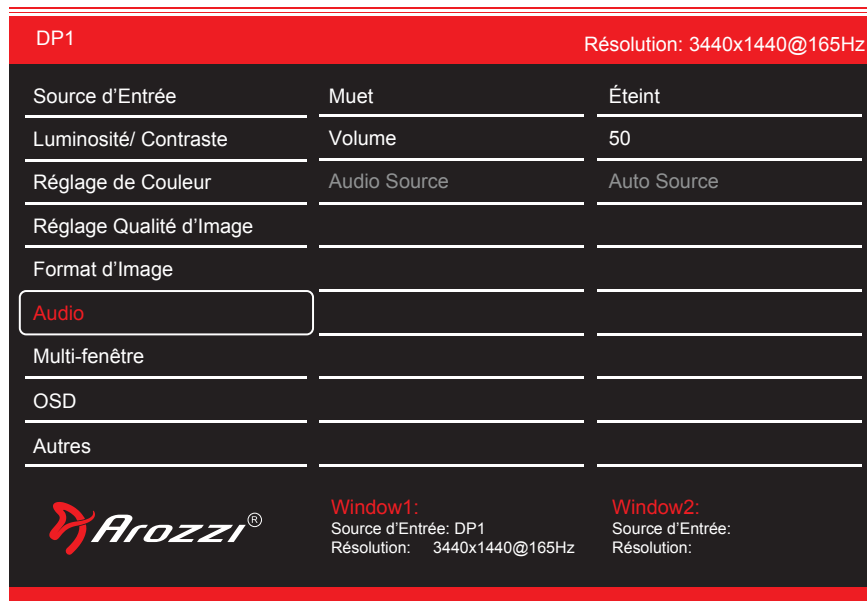 DP1 Résolution: 3440x1440@165Hz
Source d’Entrée Muet Éteint
Luminosité/ Contraste Volume 50
Réglage de Couleur Audio Source Auto Source
Réglage Qualité d’Image
Format d’Image
Audio
Multi-fenêtre
OSD
Autres
Arozzi®
Window1:
Source d’Entrée: DP1
Résolution: 3440x1440@165Hz
Window2:
Source d’Entrée:
Résolution: